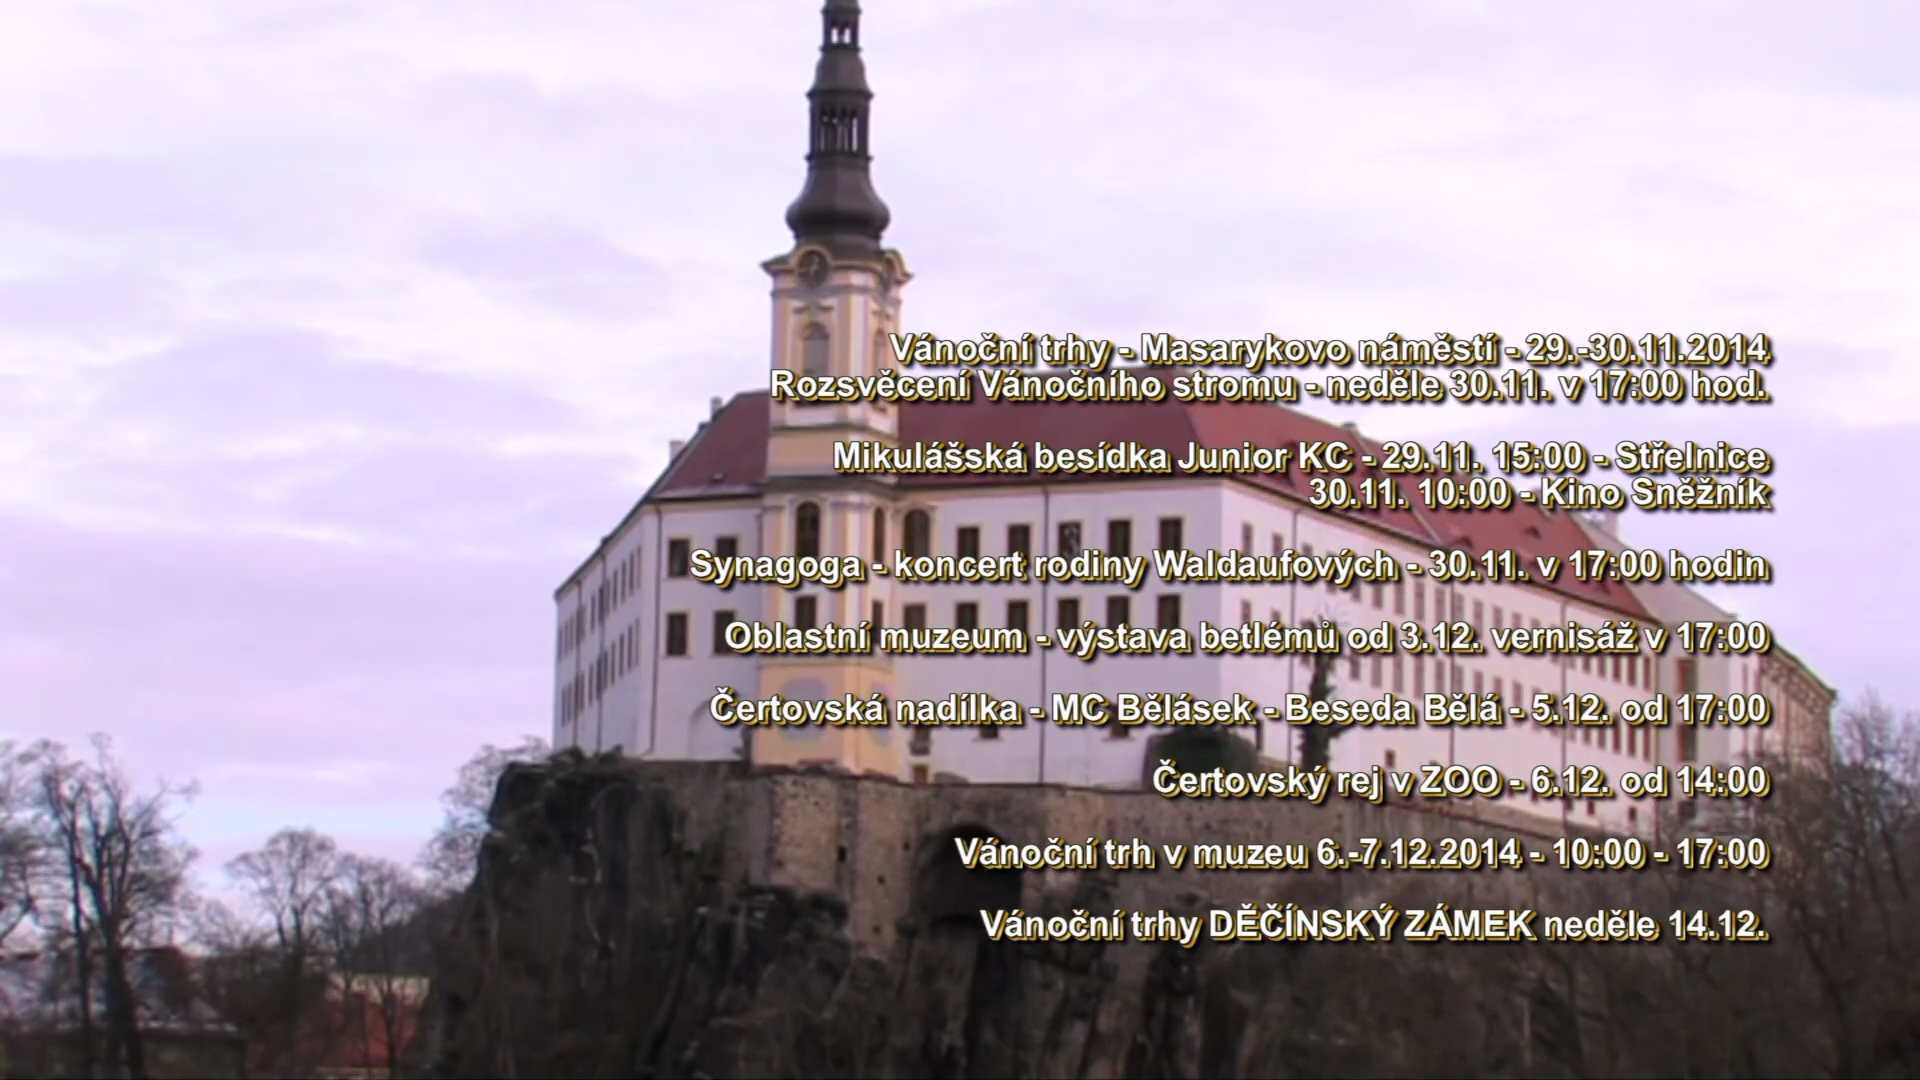 Vánoční trhy - Masarykovo náměstí - 29.-30.11.2014
Rozsvěcení Vánočního stromu - neděle 30.11. v 17:00 hod.
Mikulášská besídka Junior KC - 29.11. 15:00 - Střelnice
30.11. 10:00 - Kino Sněžník
Synagoga - koncert rodiny Waldaufových - 30.11. v 17:00 hodin
Oblastní muzeum - výstava betlémů od 3.12. vernisáž v 17:00
Čertovská nadílka - MC Bělásek - Beseda Bělá - 5.12. od 17:00
Čertovský rej v ZOO - 6.12. od 14:00
Vánoční trh v muzeu 6.-7.12.2014 - 10:00 - 17:00
Vánoční trhy DĚČÍNSKÝ ZÁMEK neděle 14.12.